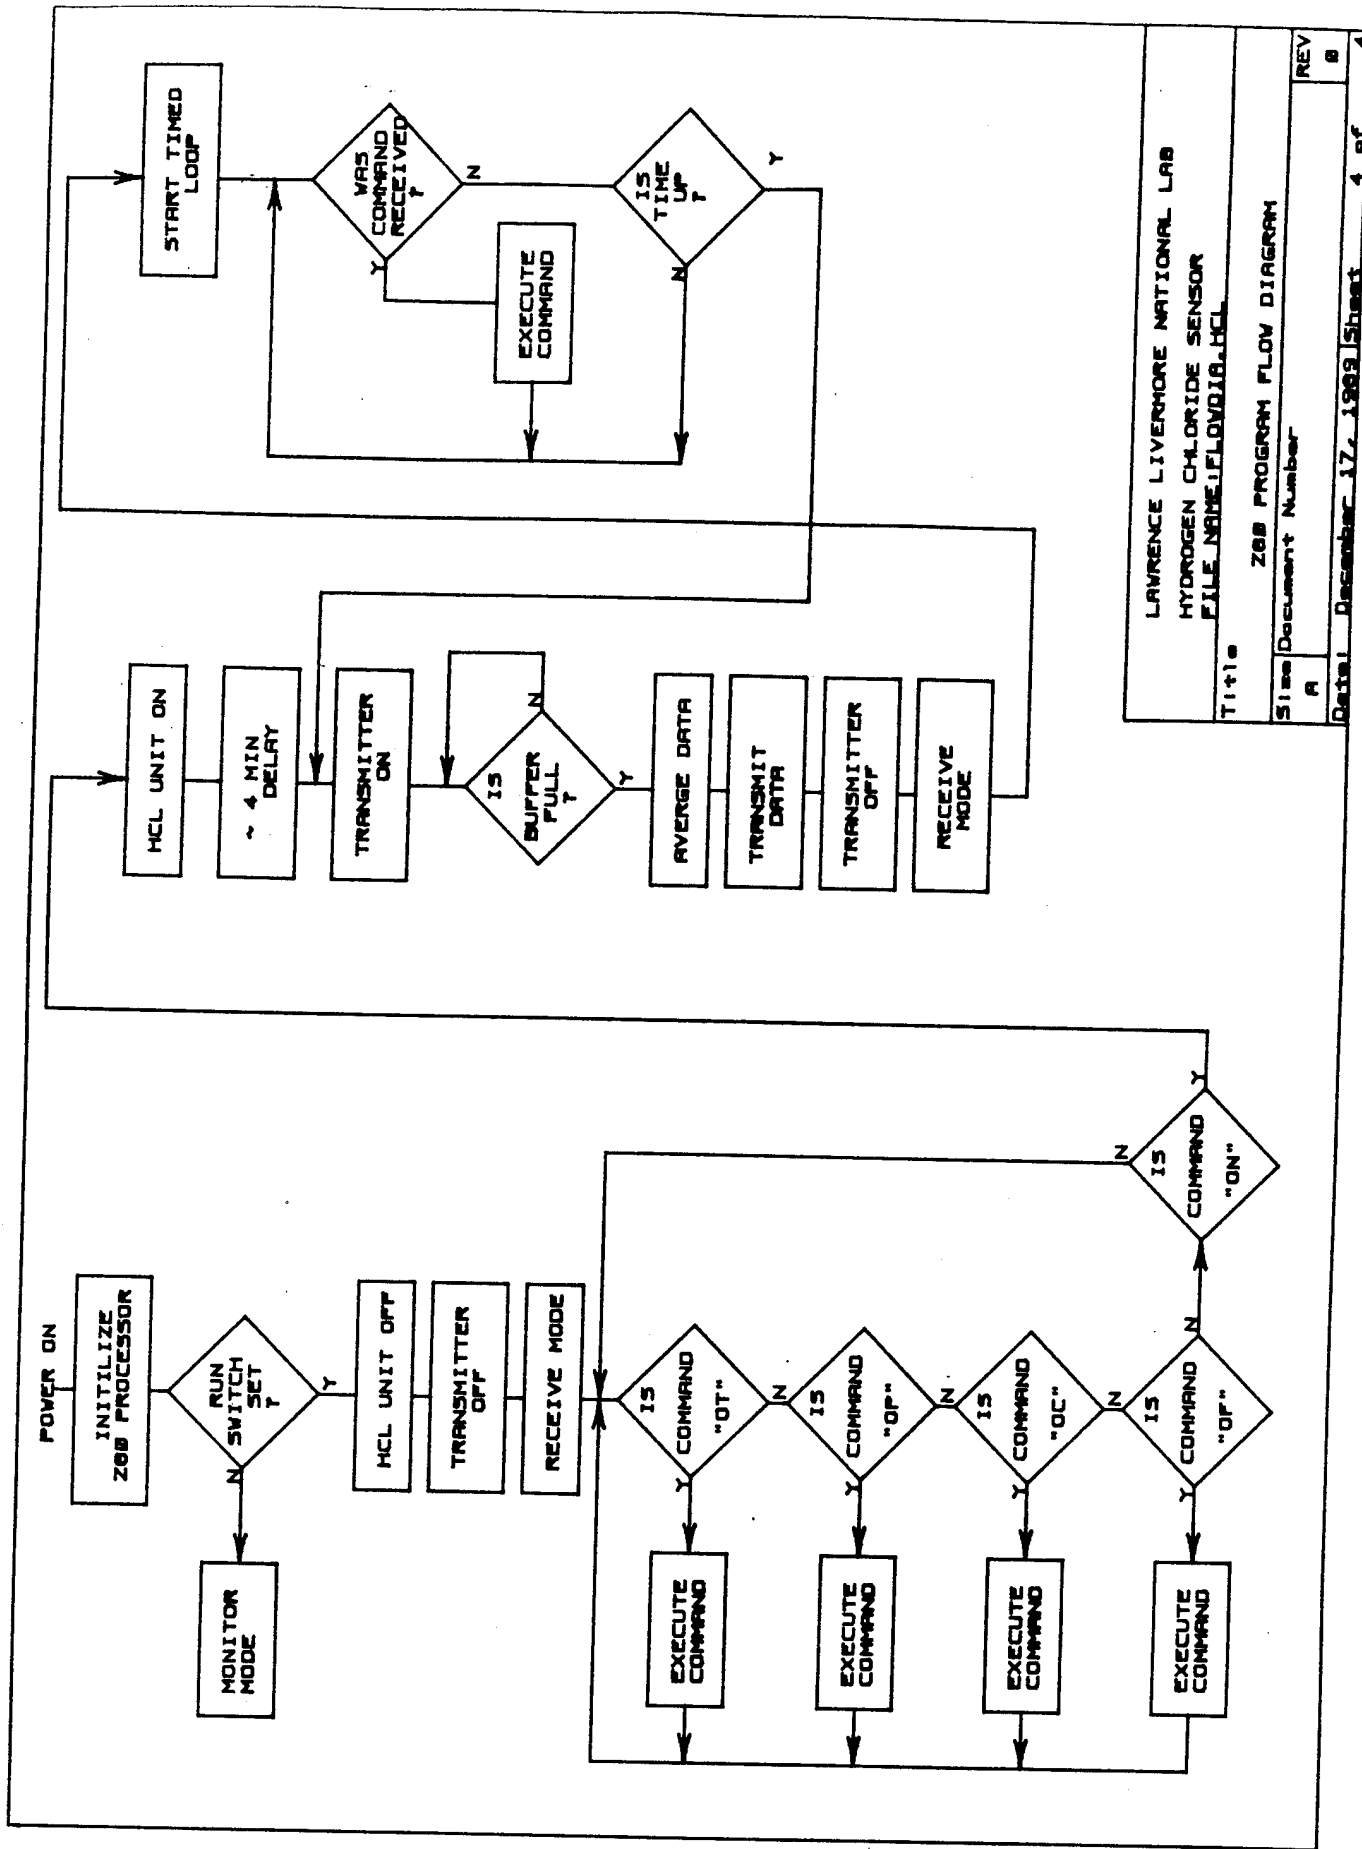 POWER ON
INITILIZE
Z80 PROCESSOR
RUN
SWITCH
SET
?
N
Y
MONITOR
MODE
HCL UNIT OFF
TRANSMITTER
OFF
RECEIVE MODE
IS
COMMAND
"OT"
Y
N
EXECUTE
COMMAND
IS
COMMAND
"OP"
Y
N
EXECUTE
COMMAND
IS
COMMAND
"OC"
Y
N
EXECUTE
COMMAND
IS
COMMAND
"OF"
Y
N
EXECUTE
COMMAND
IS
COMMAND
"ON"
N
Y
HCL UNIT ON
~ 4 MIN
DELAY
TRANSMITTER
ON
IS
BUFFER
FULL
?
N
Y
AVERGE DATA
TRANSMIT
DATA
TRANSMITTER
OFF
RECEIVE
MODE
START TIMED
LOOP
WAS
COMMAND
RECEIVED
?
Y
N
EXECUTE
COMMAND
IS
TIME
UP
?
N
Y
LAWRENCE LIVERMORE NATIONAL LAB
HYDROGEN CHLORIDE SENSOR
FILE NAME:FLOWDIA.HCL
Title
Z80 PROGRAM FLOW DIAGRAM
Size Document Number
REV
A
Date: December 17, 1989 Sheet 4 of 4